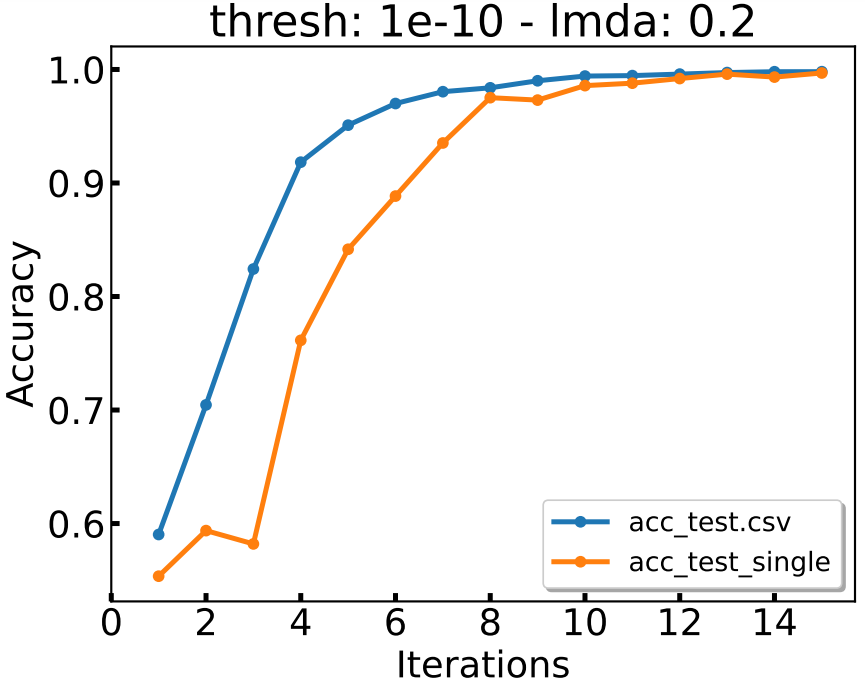 thresh: 1e-10 - lmda: 0.2
1.0
0.9
0.8
0.7
0.6
Accuracy
acc_test.csv
acc_test_single
0 2 4 6 8 10 12 14
Iterations